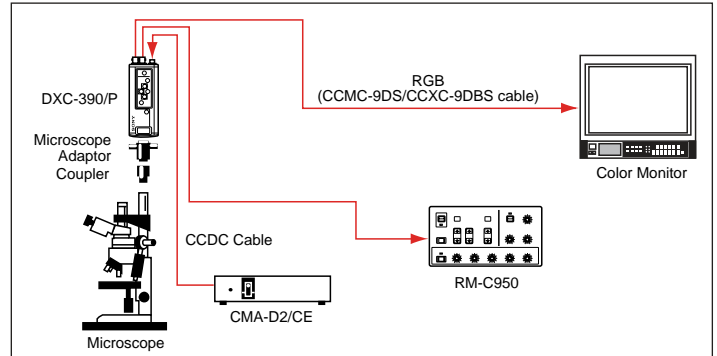 DXC-390/P
SONY
Microscope
Adaptor
Coupler
RGB
(CCMC-9DS/CCXC-9DBS cable)
Color Monitor
CCDC Cable
RM-C950
CMA-D2/CE
Microscope